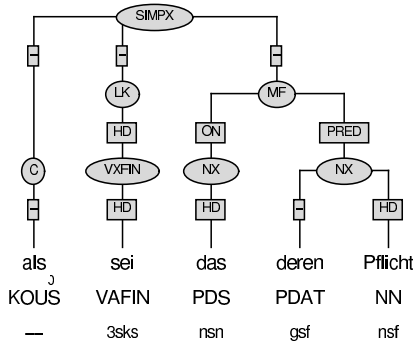 SIMPX
- - -
LK MF
HD ON PRED
C VXFIN NX NX
- HD HD - HD
als sei das deren Pflicht
KOUS VAFIN PDS PDAT NN
-- 3sks nsn gsf nsf